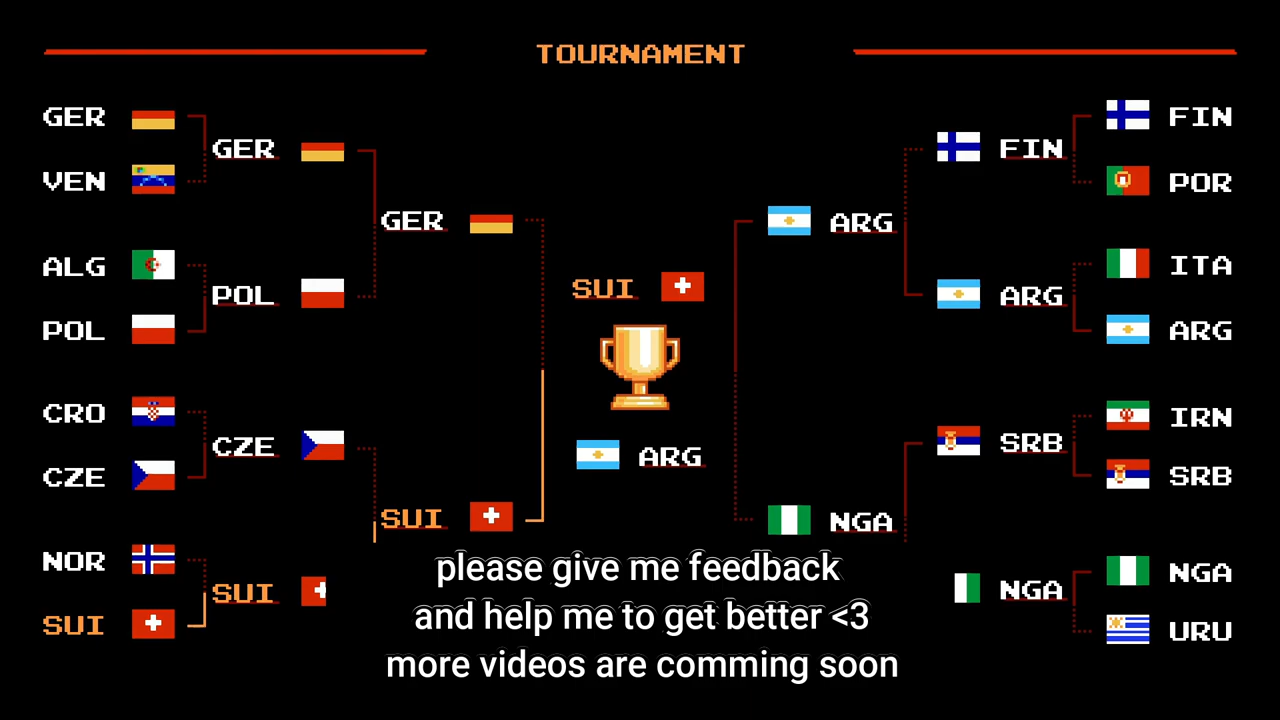 TOURNAMENT
GER
VEN
ALG
POL
CRO
CZE
NOR
SUI
GER
POL
CZE
SUI
GER
SUI
SUI
ARG
ARG
NGA
FIN
ARG
SRB
NGA
FIN
POR
ITA
ARG
IRN
SRB
NGA
URU
please give me feedback
and help me to get better <3
more videos are comming soon